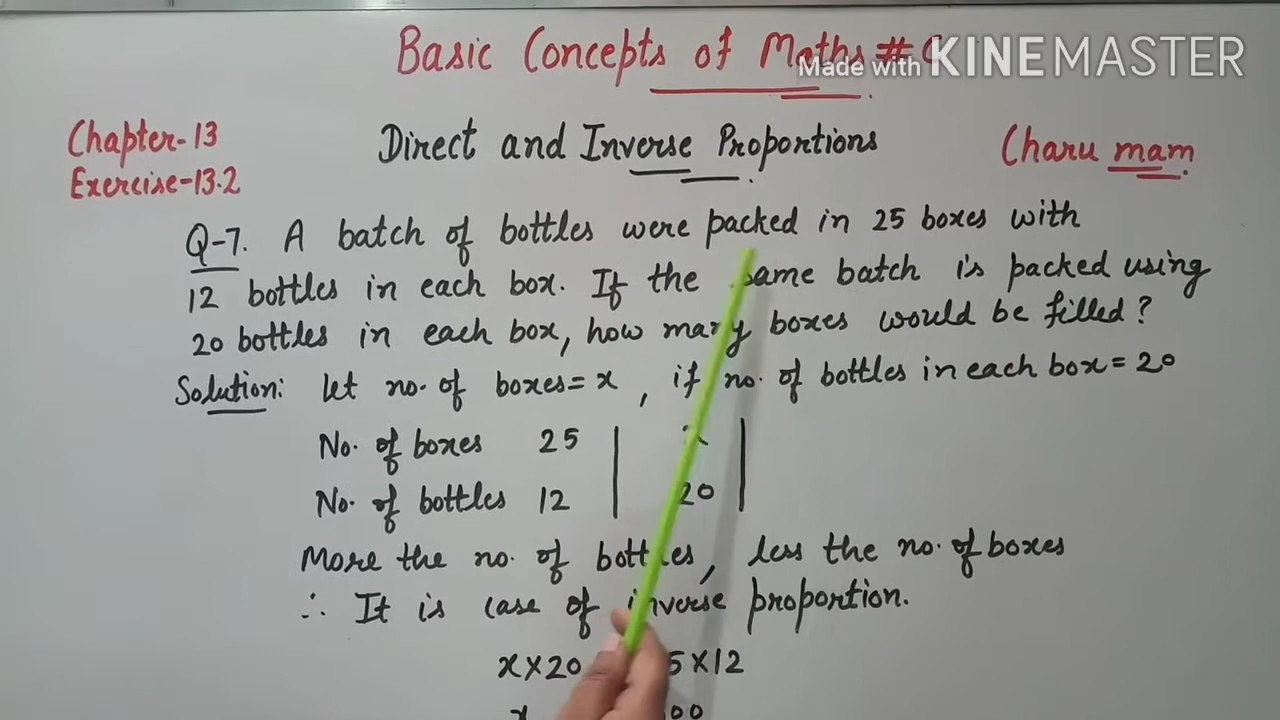 Basic Concepts of Maths #
Made with KINEMASTER
Chapter-13
Exercise-13.2
Direct and Inverse Proportions
Charu mam
Q-7. A batch of bottles were packed in 25 boxes with
12 bottles in each box. If the same batch is packed using
20 bottles in each box, how many boxes would be filled?
Solution: let no. of boxes = x, if no. of bottles in each box = 20
No. of boxes 25
No. of bottles 12 20
More the no. of bottles, less the no. of boxes
∴ It is case of inverse proportion.
x×20 5×12
x 00